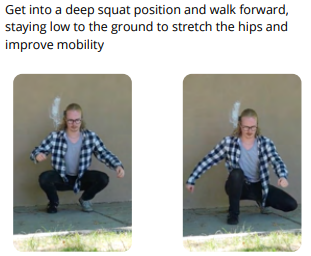 Get into a deep squat position and walk forward,
staying low to the ground to stretch the hips and
improve mobility